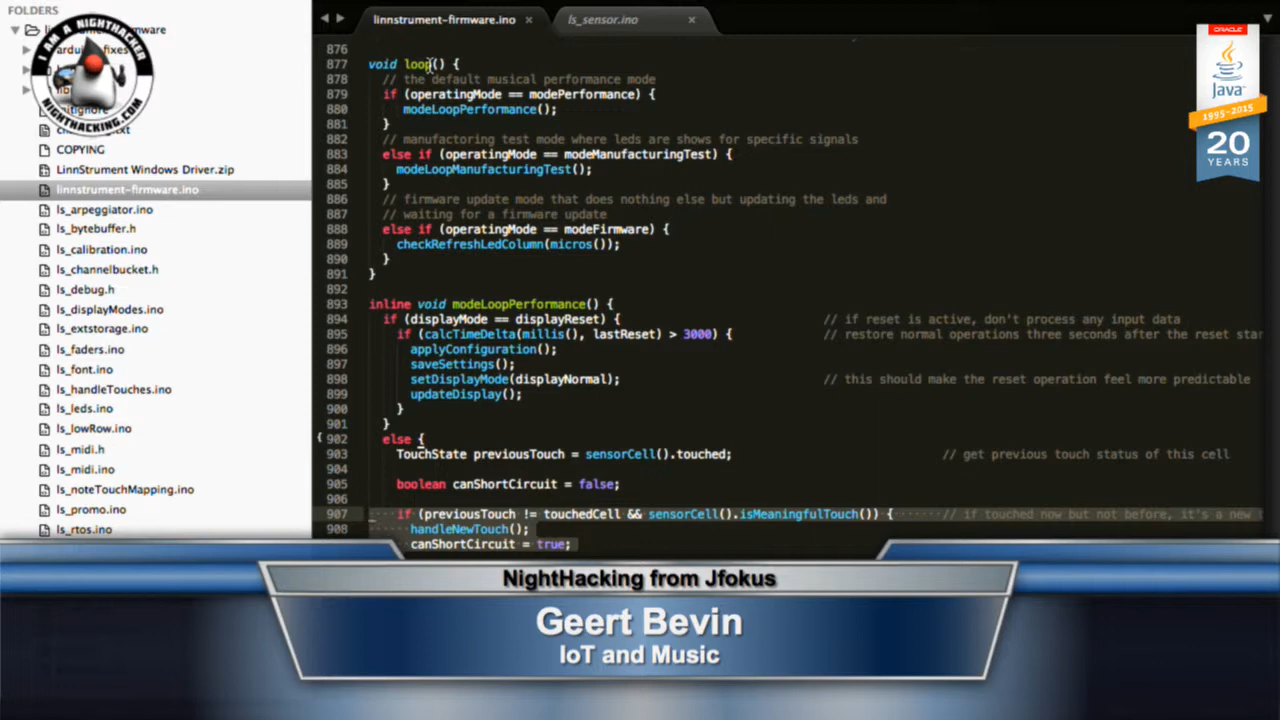 FOLDERS
I AM A NIGHTHACKER
NIGHTHACKING.COM
COPYING
LinnStrument Windows Driver.zip
linnstrument-firmware.ino
ls_arpeggiator.ino
ls_bytebuffer.h
ls_calibration.ino
ls_channelbucket.h
ls_debug.h
ls_displayModes.ino
ls_extstorage.ino
ls_faders.ino
ls_font.ino
ls_handleTouches.ino
ls_leds.ino
ls_lowRow.ino
ls_midi.h
ls_midi.ino
ls_noteTouchMapping.ino
ls_promo.ino
ls_rtos.ino
linnstrument-firmware.ino ×
ls_sensor.ino ×
876
877 void loop() {
878 // the default musical performance mode
879 if (operatingMode == modePerformance) {
880 modeLoopPerformance();
881 }
882 // manufactoring test mode where leds are shows for specific signals
883 else if (operatingMode == modeManufacturingTest) {
884 modeLoopManufacturingTest();
885 }
886 // firmware update mode that does nothing else but updating the leds and
887 // waiting for a firmware update
888 else if (operatingMode == modeFirmware) {
889 checkRefreshLedColumn(micros());
890 }
891 }
892
893 inline void modeLoopPerformance() {
894 if (displayMode == displayReset) { // if reset is active, don't process any input data
895 if (calcTimeDelta(millis(), lastReset) > 3000) { // restore normal operations three seconds after the reset star
896 applyConfiguration();
897 saveSettings();
898 setDisplayMode(displayNormal); // this should make the reset operation feel more predictable
899 updateDisplay();
900 }
901 }
902 else {
903 TouchState previousTouch = sensorCell().touched; // get previous touch status of this cell
904
905 boolean canShortCircuit = false;
906
907 if (previousTouch != touchedCell && sensorCell().isMeaningfulTouch()) { // if touched now but not before, it's a new t
908 handleNewTouch();
canShortCircuit = true;
ORACLE
Java
1995-2015
20
YEARS
NightHacking from Jfokus
Geert Bevin
IoT and Music